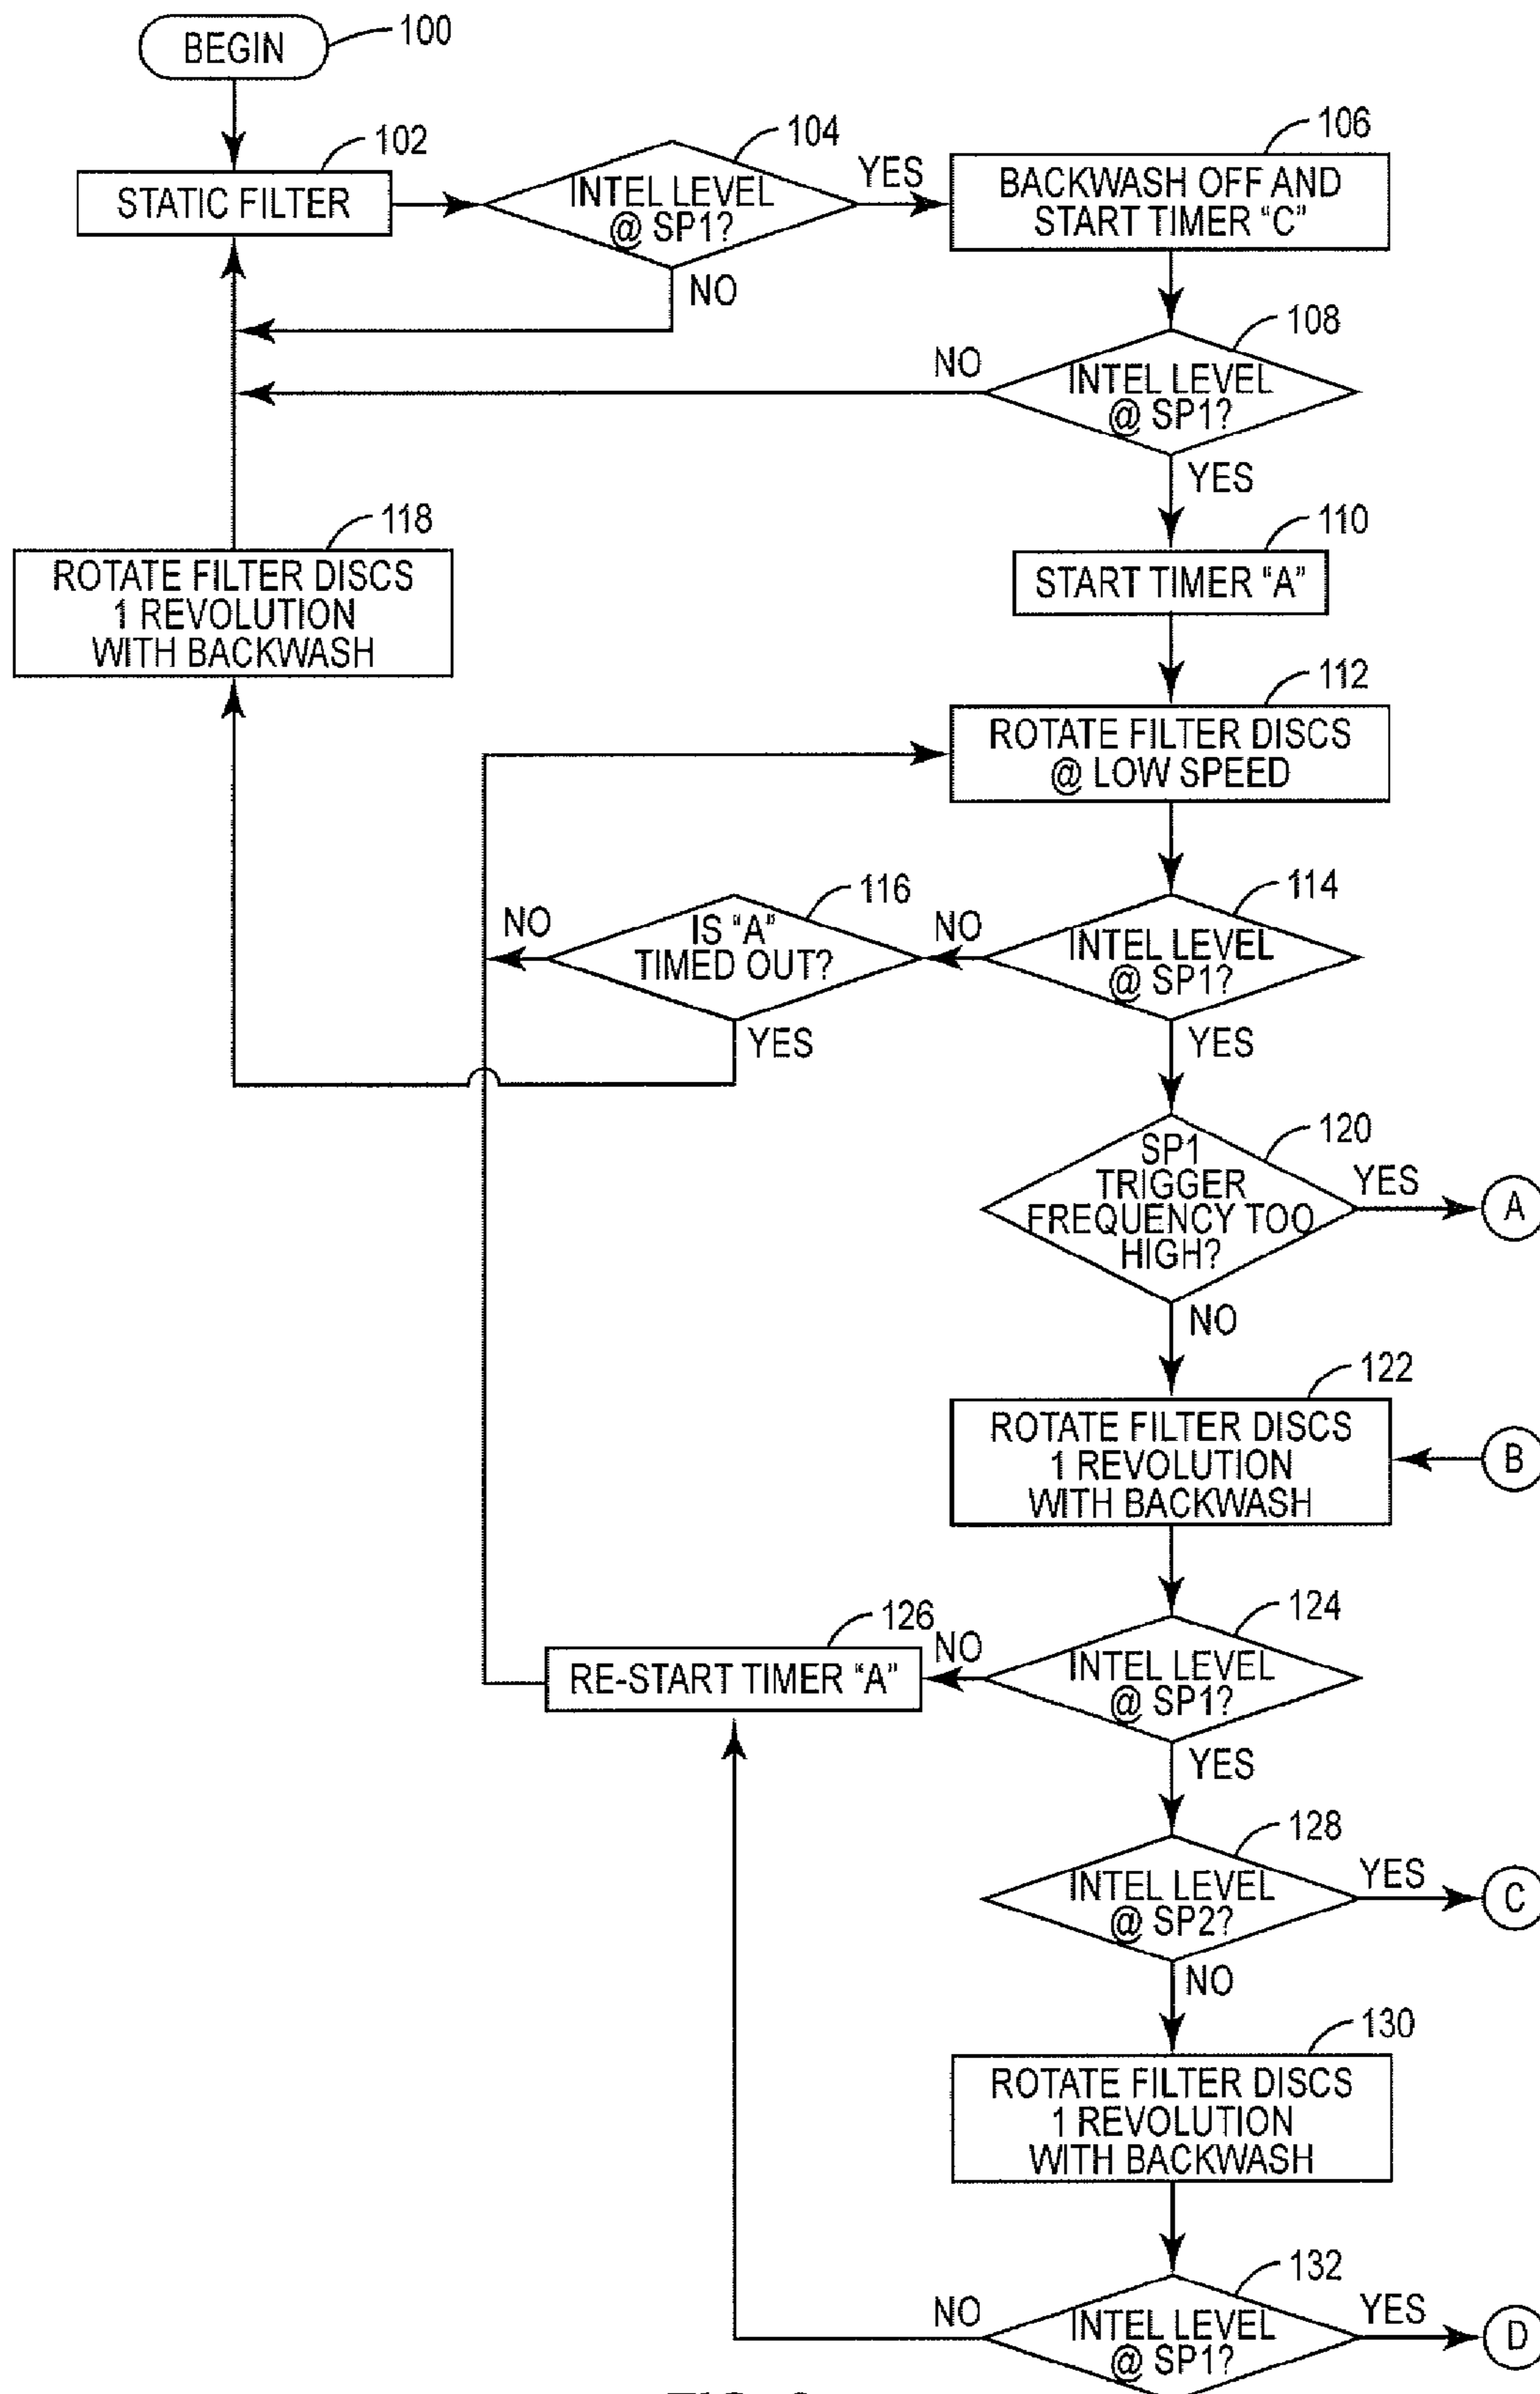 BEGIN
100
102
STATIC FILTER
104
INTEL LEVEL
@ SP1?
YES
NO
106
BACKWASH OFF AND
START TIMER "C"
108
INTEL LEVEL
@ SP1?
NO
YES
110
START TIMER "A"
118
ROTATE FILTER DISCS
1 REVOLUTION
WITH BACKWASH
112
ROTATE FILTER DISCS
@ LOW SPEED
114
INTEL LEVEL
@ SP1?
NO
YES
116
IS "A"
TIMED OUT?
NO
YES
120
SP1
TRIGGER
FREQUENCY TOO
HIGH?
YES
A
NO
122
ROTATE FILTER DISCS
1 REVOLUTION
WITH BACKWASH
B
124
INTEL LEVEL
@ SP1?
NO
YES
126
RE-START TIMER "A"
128
INTEL LEVEL
@ SP2?
YES
C
NO
130
ROTATE FILTER DISCS
1 REVOLUTION
WITH BACKWASH
132
INTEL LEVEL
@ SP1?
NO
YES
D